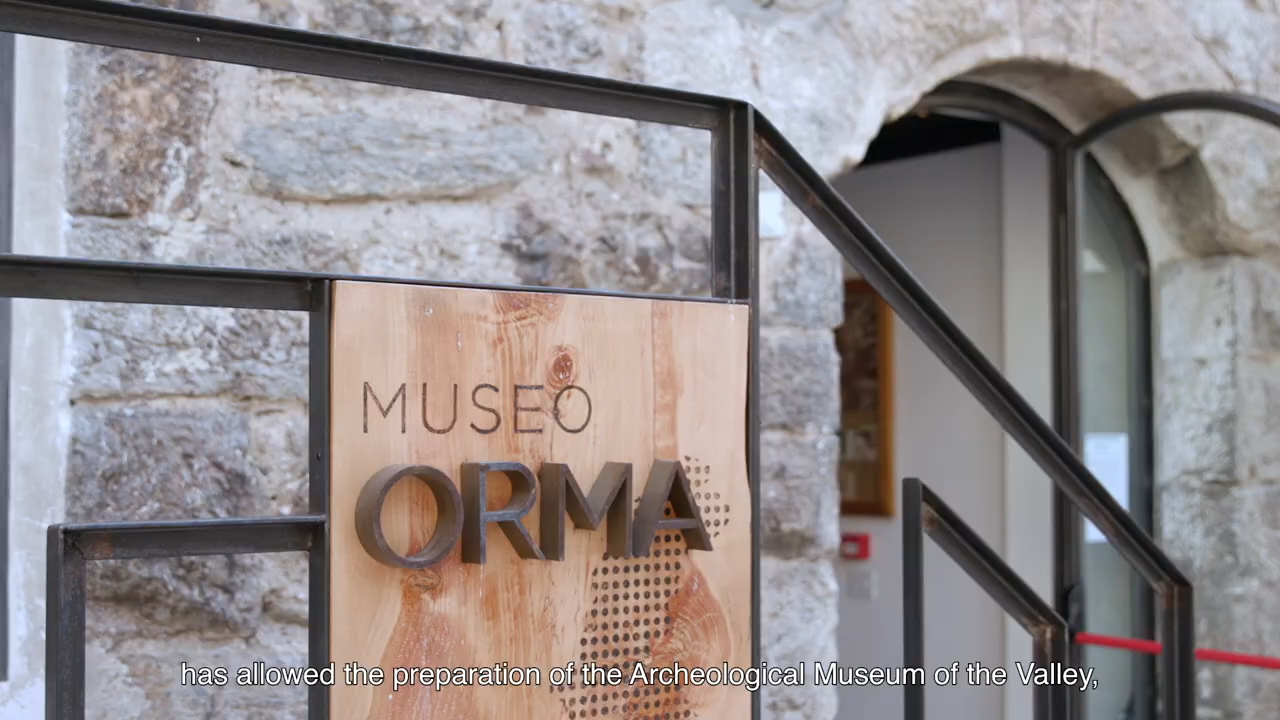 MUSEO
ORMA
has allowed the preparation of the Archeological Museum of the Valley,